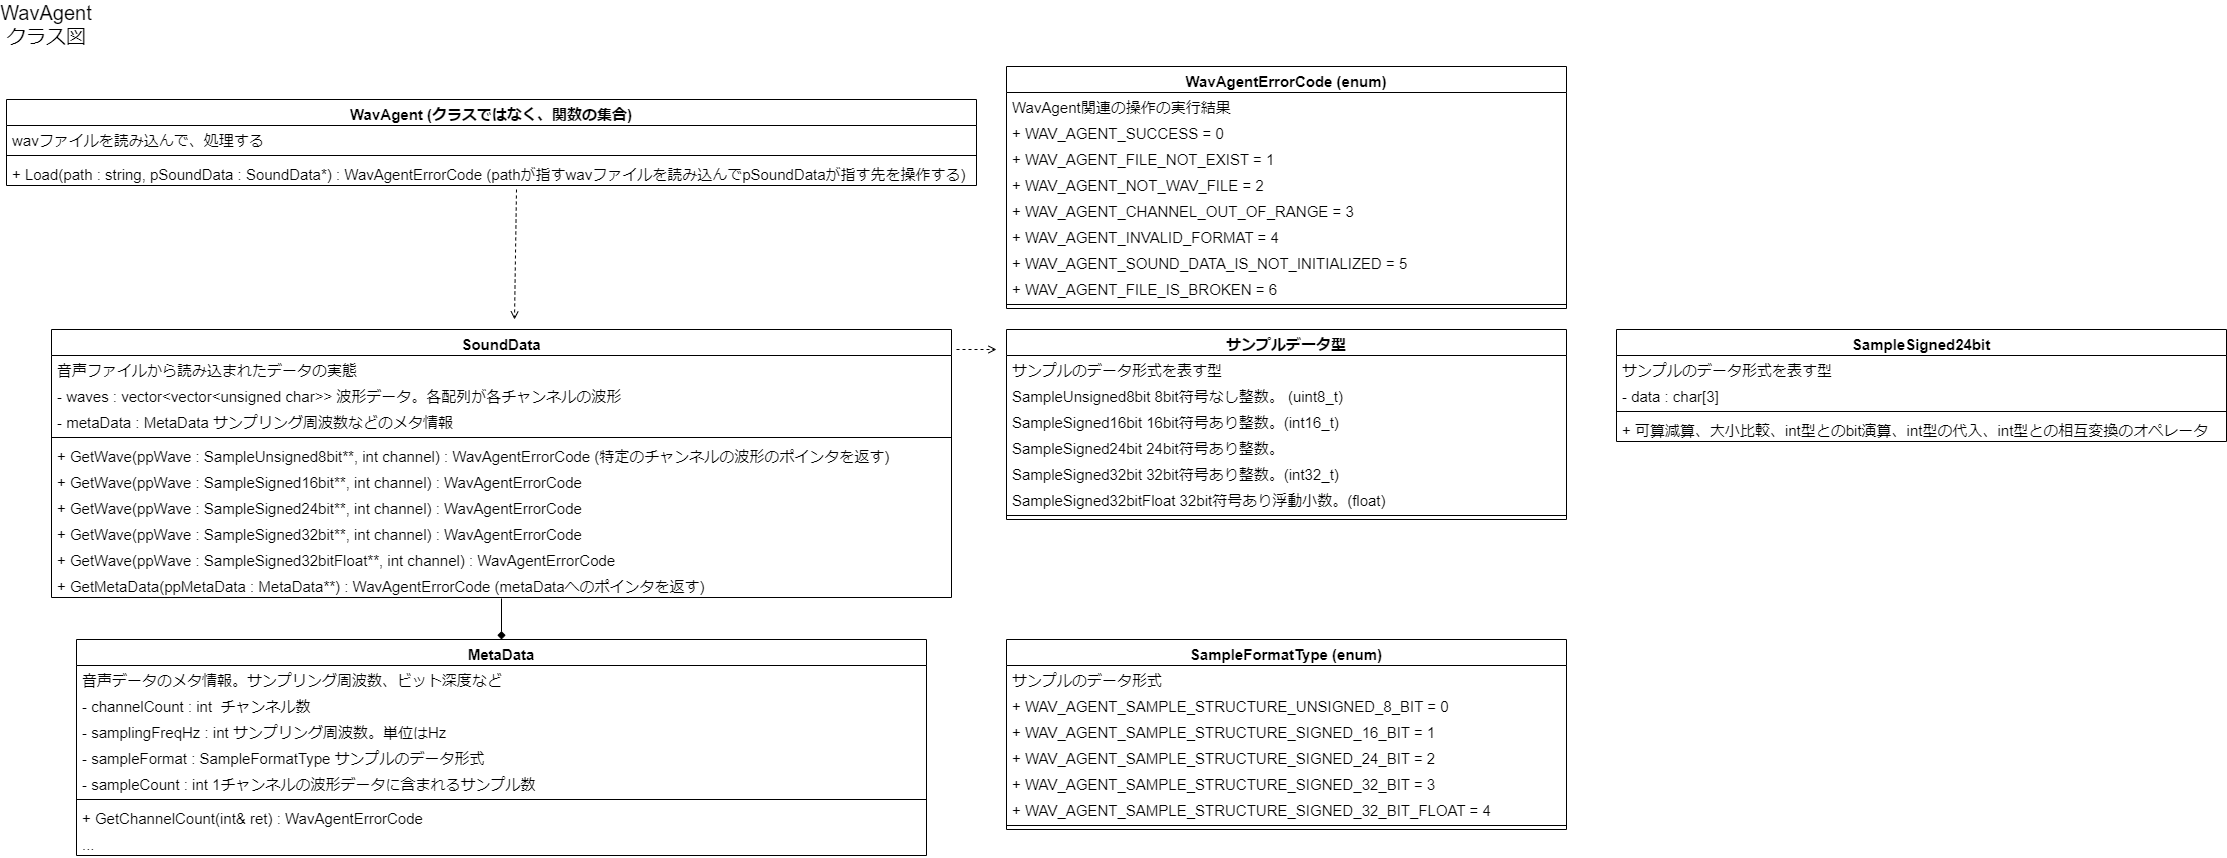 WavAgent
クラス図
WavAgent (クラスではなく、関数の集合)
wavファイルを読み込んで、処理する
+ Load(path : string, pSoundData : SoundData*) : WavAgentErrorCode (pathが指すwavファイルを読み込んでpSoundDataが指す先を操作する)
WavAgentErrorCode (enum)
WavAgent関連の操作の実行結果
+ WAV_AGENT_SUCCESS = 0
+ WAV_AGENT_FILE_NOT_EXIST = 1
+ WAV_AGENT_NOT_WAV_FILE = 2
+ WAV_AGENT_CHANNEL_OUT_OF_RANGE = 3
+ WAV_AGENT_INVALID_FORMAT = 4
+ WAV_AGENT_SOUND_DATA_IS_NOT_INITIALIZED = 5
+ WAV_AGENT_FILE_IS_BROKEN = 6
SoundData
音声ファイルから読み込まれたデータの実態
- waves : vector<vector<unsigned char>> 波形データ。各配列が各チャンネルの波形
- metaData : MetaData サンプリング周波数などのメタ情報
+ GetWave(ppWave : SampleUnsigned8bit**, int channel) : WavAgentErrorCode (特定のチャンネルの波形のポインタを返す)
+ GetWave(ppWave : SampleSigned16bit**, int channel) : WavAgentErrorCode
+ GetWave(ppWave : SampleSigned24bit**, int channel) : WavAgentErrorCode
+ GetWave(ppWave : SampleSigned32bit**, int channel) : WavAgentErrorCode
+ GetWave(ppWave : SampleSigned32bitFloat**, int channel) : WavAgentErrorCode
+ GetMetaData(ppMetaData : MetaData**) : WavAgentErrorCode (metaDataへのポインタを返す)
サンプルデータ型
サンプルのデータ形式を表す型
SampleUnsigned8bit 8bit符号なし整数。 (uint8_t)
SampleSigned16bit 16bit符号あり整数。(int16_t)
SampleSigned24bit 24bit符号あり整数。
SampleSigned32bit 32bit符号あり整数。(int32_t)
SampleSigned32bitFloat 32bit符号あり浮動小数。(float)
SampleSigned24bit
サンプルのデータ形式を表す型
- data : char[3]
+ 可算減算、大小比較、int型とのbit演算、int型の代入、int型との相互変換のオペレータ
MetaData
音声データのメタ情報。サンプリング周波数、ビット深度など
- channelCount : int  チャンネル数
- samplingFreqHz : int サンプリング周波数。単位はHz
- sampleFormat : SampleFormatType サンプルのデータ形式
- sampleCount : int 1チャンネルの波形データに含まれるサンプル数
+ GetChannelCount(int& ret) : WavAgentErrorCode
...
SampleFormatType (enum)
サンプルのデータ形式
+ WAV_AGENT_SAMPLE_STRUCTURE_UNSIGNED_8_BIT = 0
+ WAV_AGENT_SAMPLE_STRUCTURE_SIGNED_16_BIT = 1
+ WAV_AGENT_SAMPLE_STRUCTURE_SIGNED_24_BIT = 2
+ WAV_AGENT_SAMPLE_STRUCTURE_SIGNED_32_BIT = 3
+ WAV_AGENT_SAMPLE_STRUCTURE_SIGNED_32_BIT_FLOAT = 4